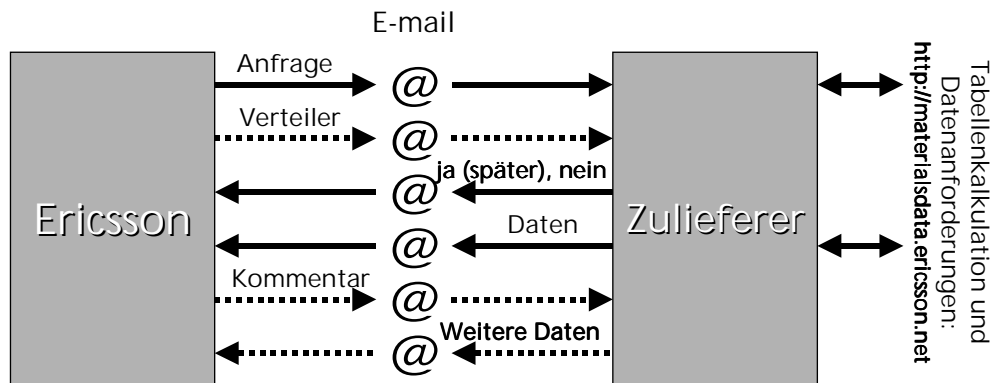 E-mail
Anfrage
@
Verteiler
@
ja (später), nein
@
Ericsson
Zulieferer
Daten
@
Kommentar
@
Weitere Daten
@
Tabellenkalkulation und
Datenanforderungen:
http://materialsdata.ericsson.net